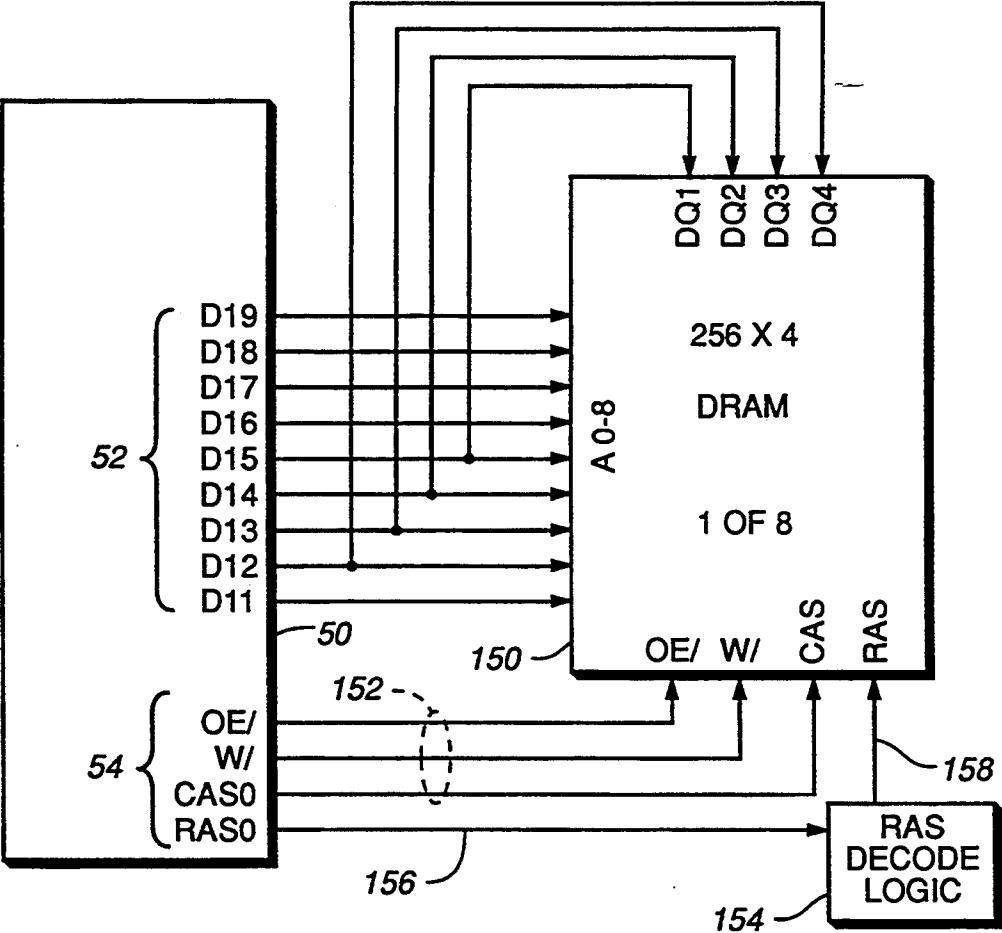 DQ1
DQ2
DQ3
DQ4
D19
D18
D17
D16
D15
D14
D13
D12
D11
52
256 X 4
DRAM
1 OF 8
A 0-8
50
150
OE/
W/
CAS
RAS
152
54
OE/
W/
CAS0
RAS0
156
158
RAS
DECODE
LOGIC
154